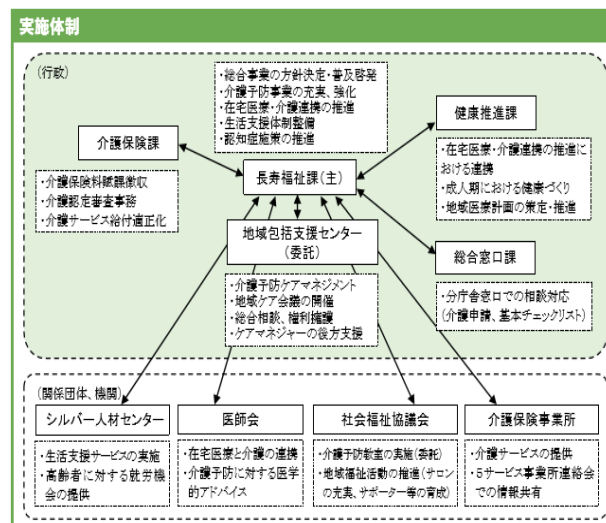 実施体制
(行政)
・総合事業の方針決定・普及啓発
・介護予防事業の充実、強化
・在宅医療・介護連携の推進
・生活支援体制整備
・認知症施策の推進
介護保険課
・介護保険料賦課徴収
・介護認定審査事務
・介護サービス給付適正化
健康推進課
・在宅医療・介護連携の推進に
おける連携
・成人期における健康づくり
・地域医療計画の策定・推進
長寿福祉課(主)
地域包括支援センター
(委託)
・介護予防ケアマネジメント
・地域ケア会議の開催
・総合相談、権利擁護
・ケアマネジャーの後方支援
総合窓口課
・分庁舎窓口での相談対応
(介護申請、基本チェックリスト)
(関係団体、機関)
シルバー人材センター
・生活支援サービスの実施
・高齢者に対する就労機
会の提供
医師会
・在宅医療と介護の連携
・介護予防に対する医学
的アドバイス
社会福祉協議会
・介護予防教室の実施(委託)
・地域福祉活動の推進(サロン
の充実、サポーター等の育成)
介護保険事業所
・介護サービスの提供
・5サービス事業所連絡会
での情報共有